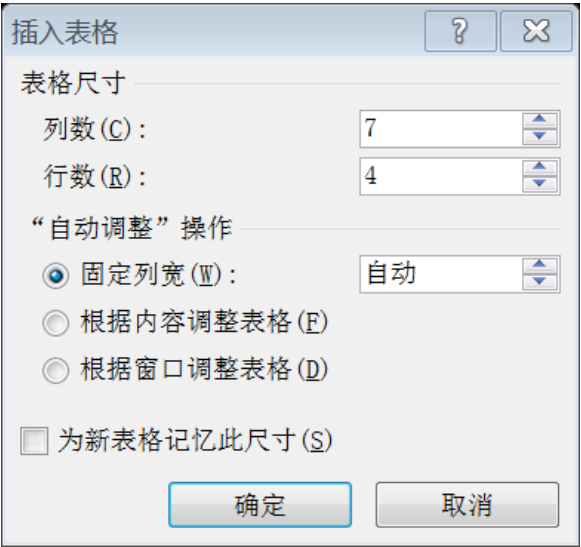 插入表格
表格尺寸
列数(C): 7
行数(R): 4
“自动调整”操作
固定列宽(W): 自动
根据内容调整表格(F)
根据窗口调整表格(D)
为新表格记忆此尺寸(S)
确定 取消